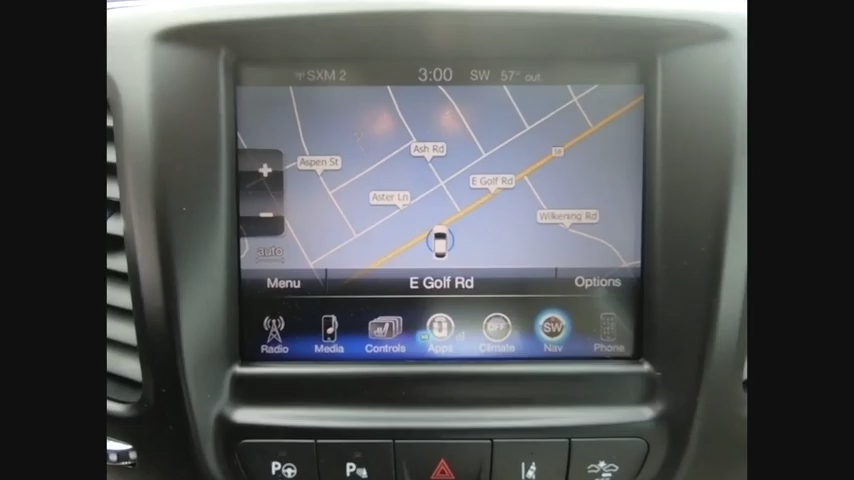 SXM 2 3:00 SW 57° out.
Ash Rd
Aspen St
58
E Golf Rd
Aster Ln
Wilkening Rd
+
−
auto
Menu E Golf Rd Options
OFF SW
Radio Media Controls Apps Climate Nav Phone
P P